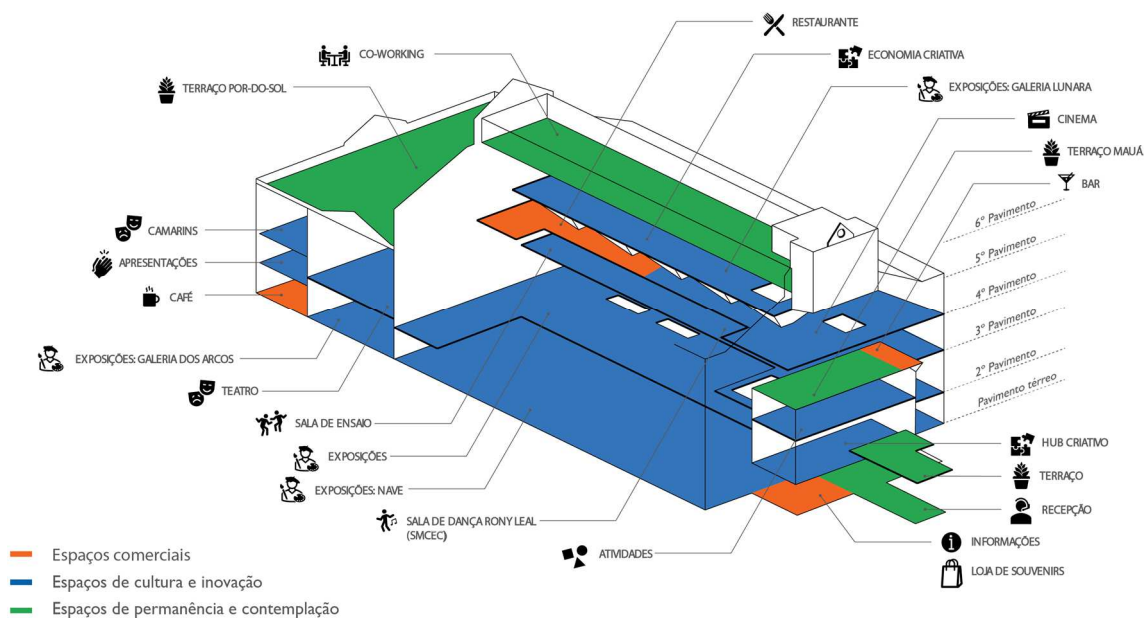 RESTAURANTE
CO-WORKING
ECONOMIA CRIATIVA
TERRAÇO POR-DO-SOL
EXPOSIÇÕES: GALERIA LUNARA
CINEMA
TERRAÇO MAUÁ
BAR
6º Pavimento
5º Pavimento
4º Pavimento
3º Pavimento
2º Pavimento
Pavimento térreo
CAMARINS
APRESENTAÇÕES
CAFÉ
EXPOSIÇÕES: GALERIA DOS ARCOS
TEATRO
SALA DE ENSAIO
EXPOSIÇÕES
EXPOSIÇÕES: NAVE
SALA DE DANÇA RONY LEAL
(SMCEC)
ATIVIDADES
HUB CRIATIVO
TERRAÇO
RECEPÇÃO
INFORMAÇÕES
LOJA DE SOUVENIRS
Espaços comerciais
Espaços de cultura e inovação
Espaços de permanência e contemplação